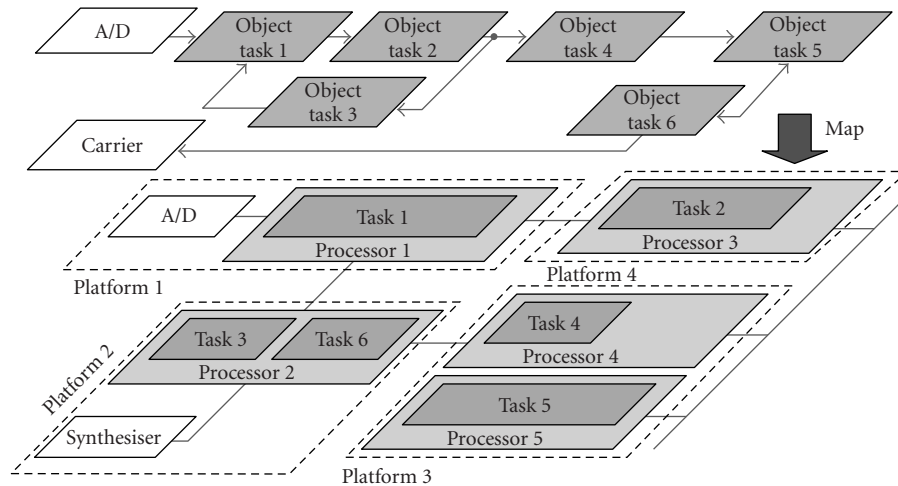 A/D
Object
task 1
Object
task 2
Object
task 4
Object
task 5
Object
task 3
Object
task 6
Carrier
Map
A/D
Task 1
Processor 1
Platform 1
Task 2
Processor 3
Platform 4
Task 3
Task 6
Processor 2
Platform 2
Synthesiser
Task 4
Processor 4
Task 5
Processor 5
Platform 3